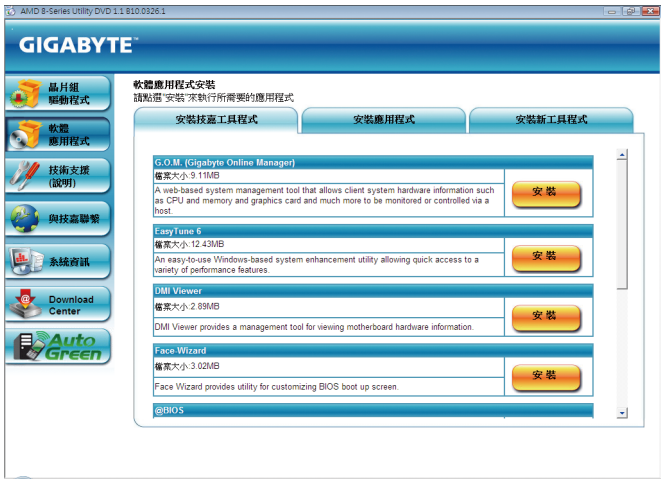 AMD 8-Series Utility DVD 1.1 B10.0326.1
GIGABYTE™
晶片組
驅動程式
軟體
應用程式
技術支援
(說明)
與技嘉聯繫
系統資訊
Download
Center
Auto
Green
軟體應用程式安裝
請點選"安裝"來執行所需要的應用程式
安裝技嘉工具程式
安裝應用程式
安裝新工具程式
G.O.M. (Gigabyte Online Manager)
檔案大小:9.11MB
A web-based system management tool that allows client system hardware information such
as CPU and memory and graphics card and much more to be monitored or controlled via a
host.
安裝
EasyTune 6
檔案大小:12.43MB
An easy-to-use Windows-based system enhancement utility allowing quick access to a
variety of performance features.
安裝
DMI Viewer
檔案大小:2.89MB
DMI Viewer provides a management tool for viewing motherboard hardware information.
安裝
Face-Wizard
檔案大小:3.02MB
Face Wizard provides utility for customizing BIOS boot up screen.
安裝
@BIOS